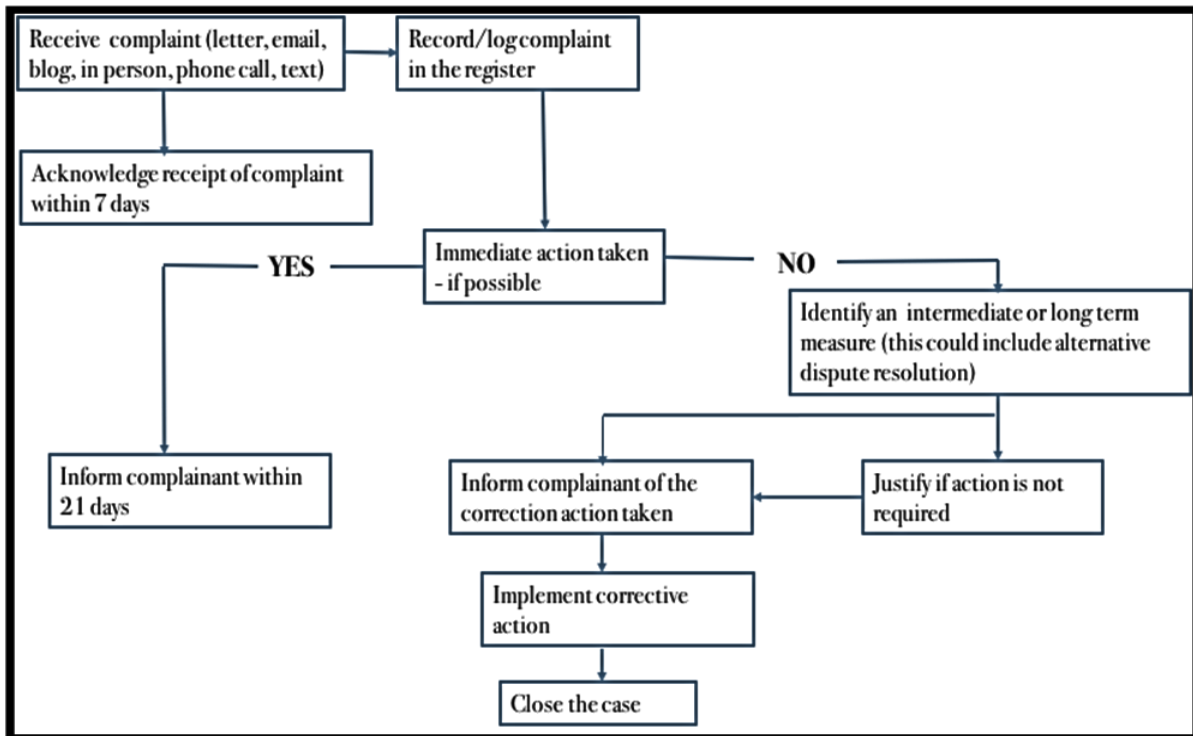 Receive complaint (letter, email,
blog, in person, phone call, text)
Record/log complaint
in the register
Acknowledge receipt of complaint
within 7 days
Immediate action taken
- if possible
YES
NO
Identify an intermediate or long term
measure (this could include alternative
dispute resolution)
Inform complainant within
21 days
Inform complainant of the
correction action taken
Justify if action is not
required
Implement corrective
action
Close the case